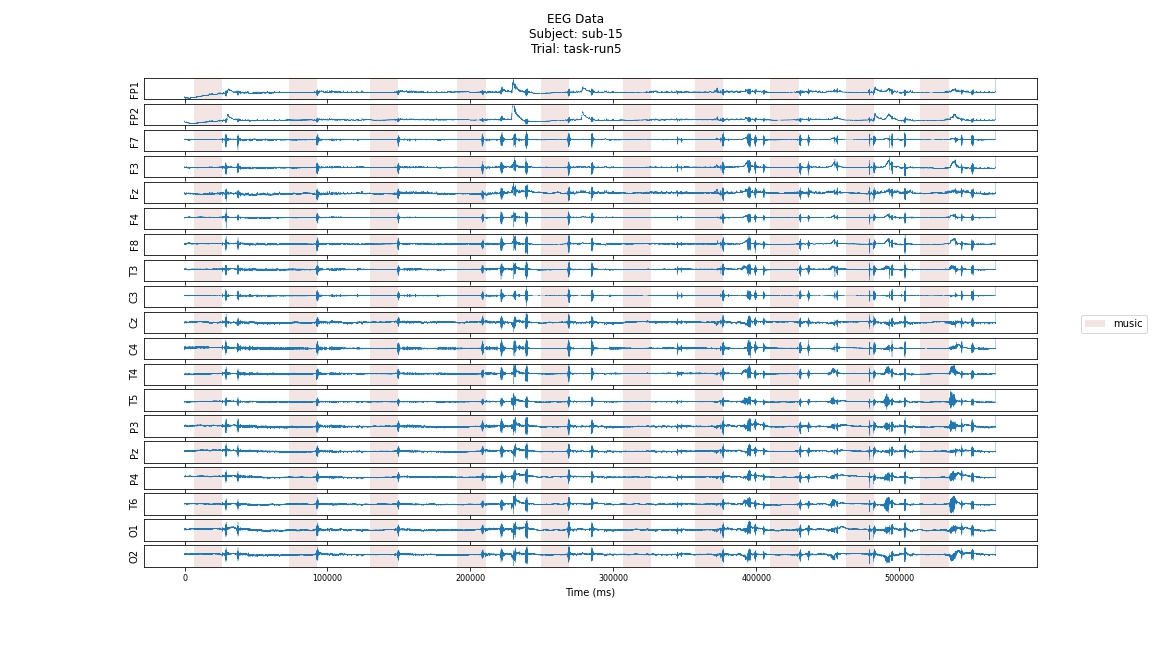 EEG Data
Subject: sub-15
Trial: task-run5
FP1
FP2
F7
F3
Fz
F4
F8
T3
C3
Cz
C4
T4
T5
P3
Pz
P4
T6
O1
O2
music
0 100000 200000 300000 400000 500000
Time (ms)